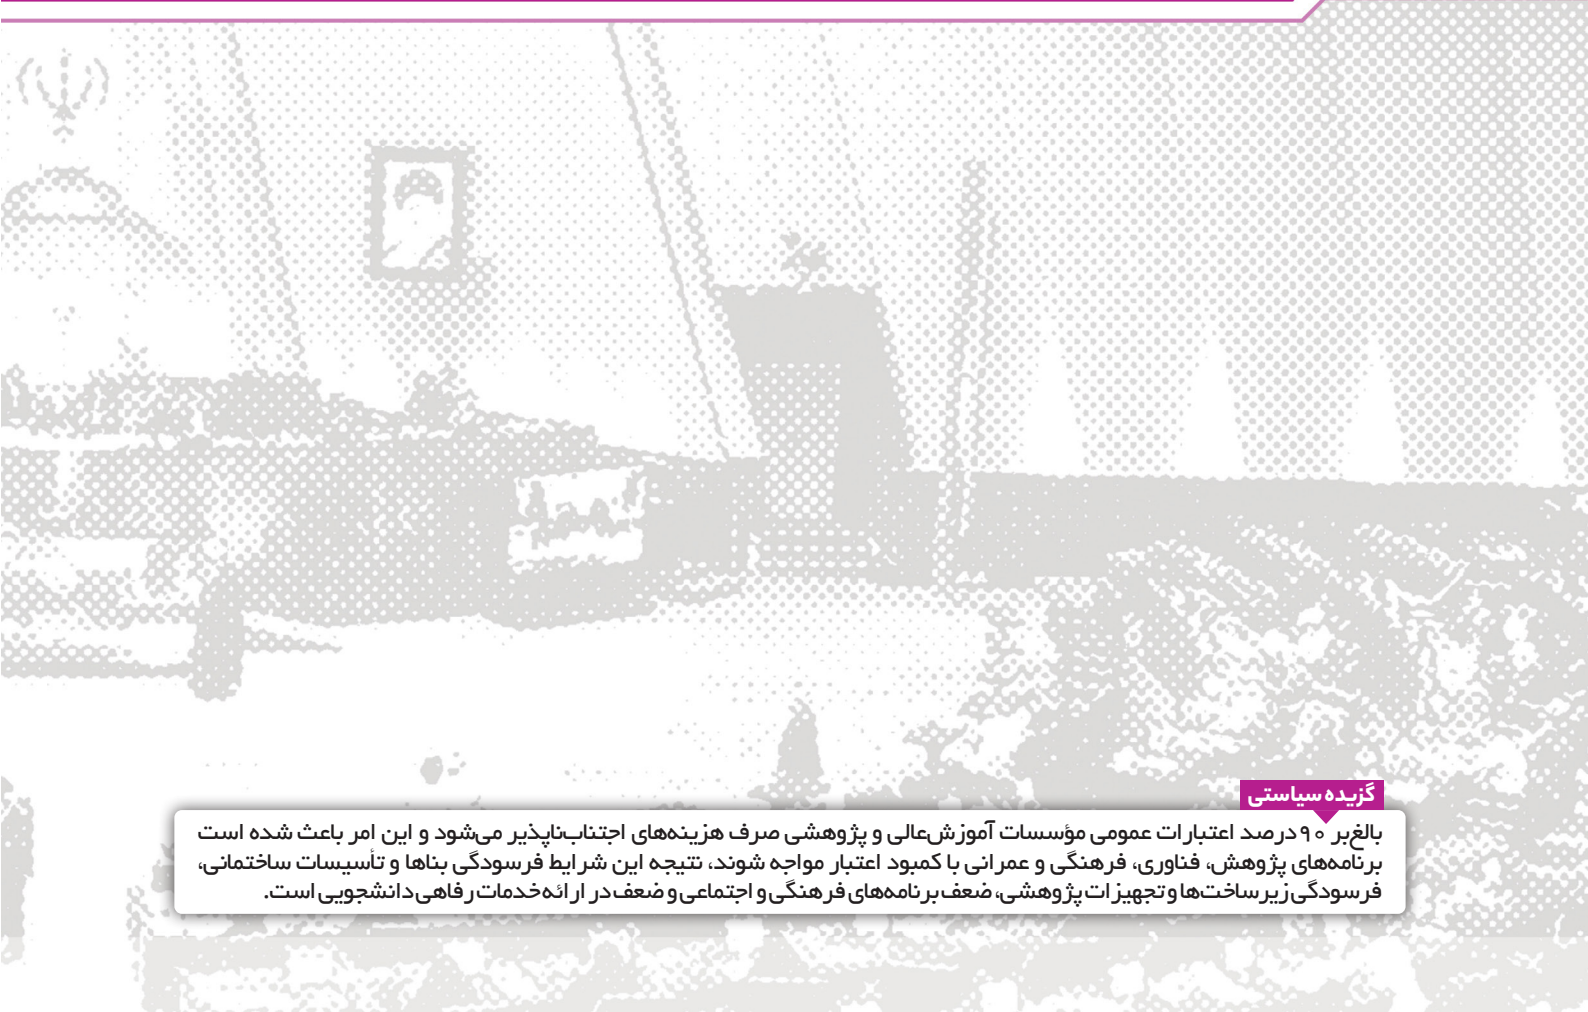 گزیده سیاستی
بالغ‌بر ۹۰درصد اعتبارات عمومی مؤسسات آموزش‌عالی و پژوهشی صرف هزینه‌های اجتناب‌ناپذیر می‌شود و این امر باعث شده است
برنامه‌های پژوهش، فناوری، فرهنگی و عمرانی با کمبود اعتبار مواجه شوند، نتیجه این شرایط فرسودگی بناها و تأسیسات ساختمانی،
فرسودگی زیرساخت‌ها و تجهیزات پژوهشی، ضعف برنامه‌های فرهنگی و اجتماعی و ضعف در ارائه خدمات رفاهی دانشجویی است.